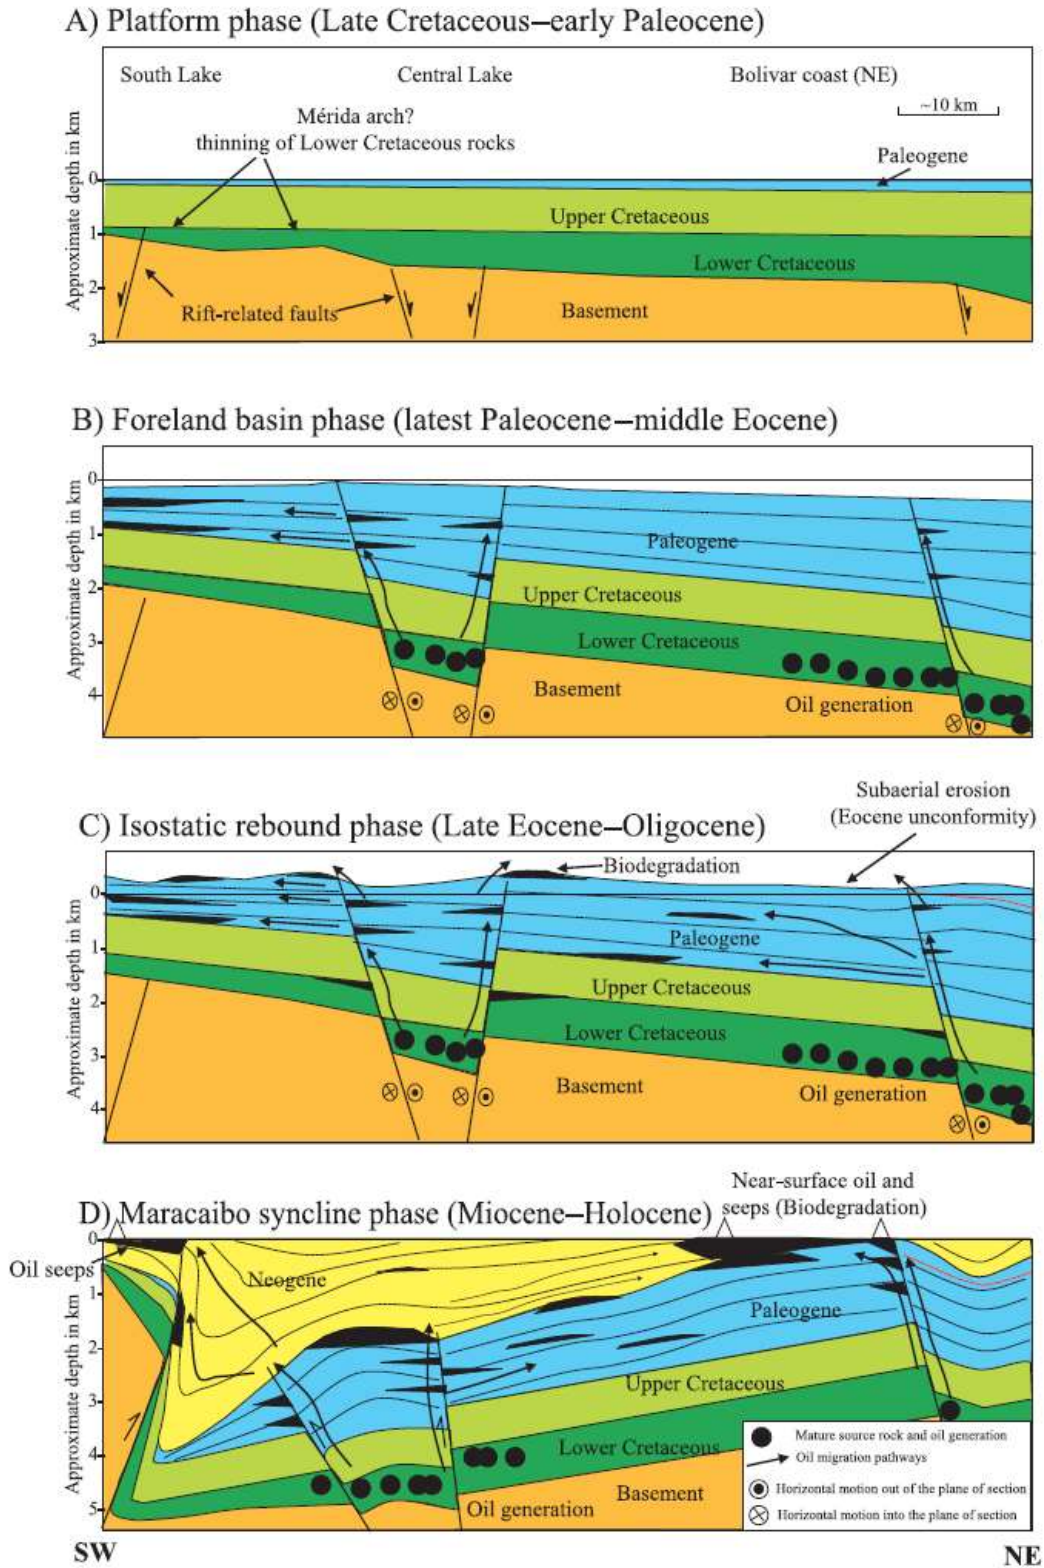 A) Platform phase (Late Cretaceous–early Paleocene)
South Lake
Central Lake
Bolivar coast (NE)
~10 km
Mérida arch?
thinning of Lower Cretaceous rocks
Paleogene
Approximate depth in km
0
1
2
3
Upper Cretaceous
Lower Cretaceous
Rift-related faults
Basement
B) Foreland basin phase (latest Paleocene–middle Eocene)
Approximate depth in km
0
1
2
3
4
Paleogene
Upper Cretaceous
Lower Cretaceous
Basement
Oil generation
Subaerial erosion
(Eocene unconformity)
C) Isostatic rebound phase (Late Eocene–Oligocene)
Biodegradation
Approximate depth in km
0
1
2
3
4
Paleogene
Upper Cretaceous
Lower Cretaceous
Basement
Oil generation
Near-surface oil and
seeps (Biodegradation)
D) Maracaibo syncline phase (Miocene–Holocene)
Oil seeps
Approximate depth in km
0
1
2
3
4
5
Neogene
Paleogene
Upper Cretaceous
Lower Cretaceous
Basement
Oil generation
Mature source rock and oil generation
Oil migration pathways
Horizontal motion out of the plane of section
Horizontal motion into the plane of section
SW
NE